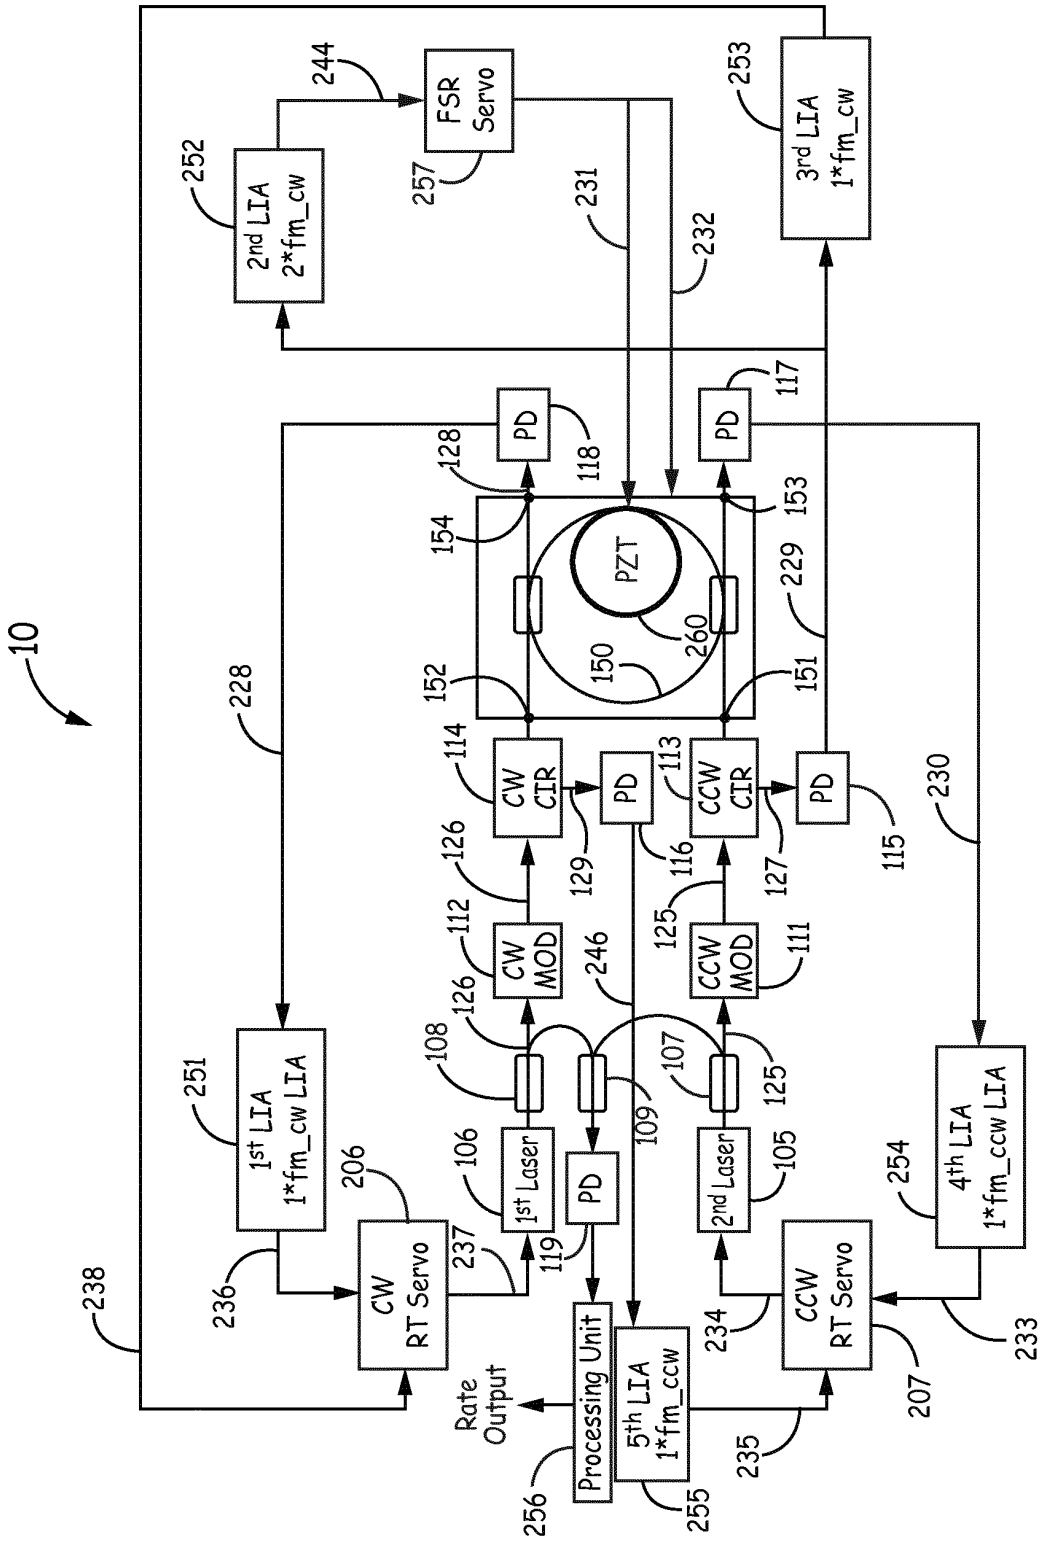 10
238
228
251
1st LIA
1*fm_cw LIA
236
CW
RT Servo
206
237
252
2nd LIA
2*fm_cw
244
FSR
Servo
257
231
232
253
3rd LIA
1*fm_cw
Rate
Output
256
Processing Unit
119
PD
106
1st Laser
108
126
112
CW
MOD
126
114
CW
CIR
129
PD
116
152
154
128
PD
118
PZT
260
150
109
246
5th LIA
1*fm_ccw
255
235
234
2nd Laser
105
107
125
CCW
MOD
111
125
113
CCW
CIR
127
PD
115
151
153
PD
117
229
230
CCW
RT Servo
207
233
254
4th LIA
1*fm_ccw LIA